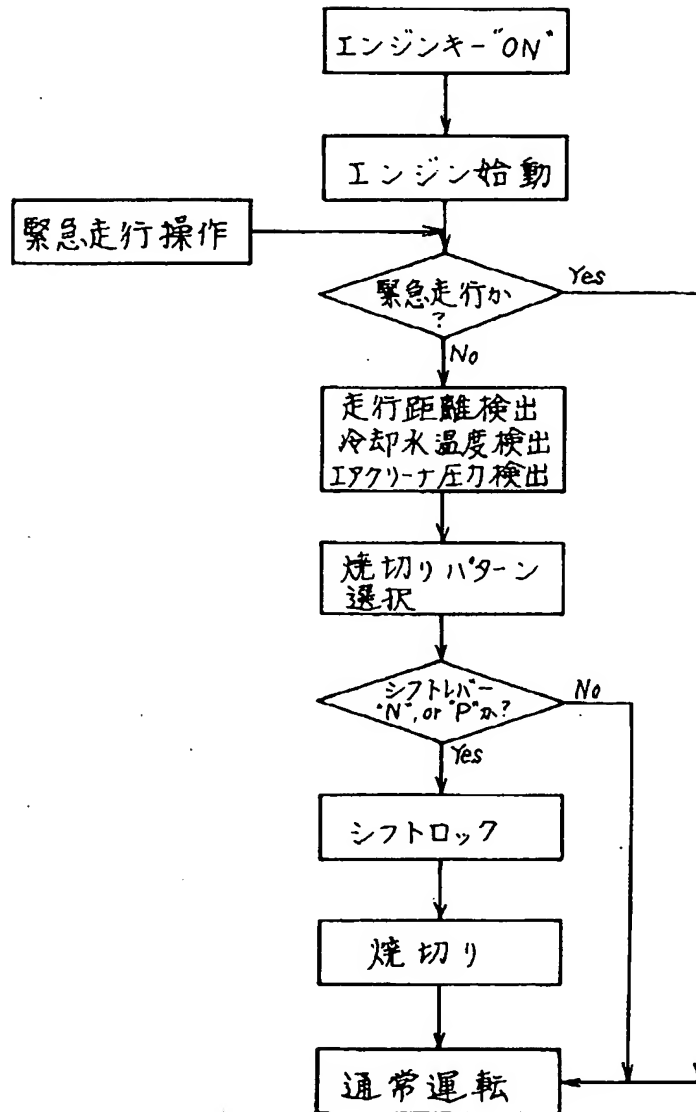 エンジンキー"ON"
エンジン始動
緊急走行操作
緊急走行か
?
Yes
No
走行距離検出
冷却水温度検出
エアクリーナ圧力検出
焼切りパターン
選択
シフトレバー
"N", or "P"か?
No
Yes
シフトロック
焼切り
通常運転